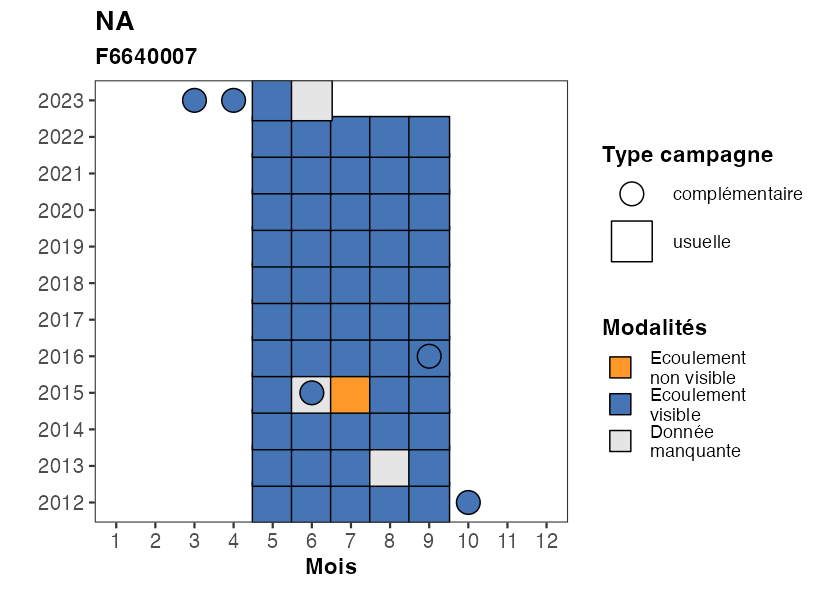 NA
F6640007
2023
2022
2021
2020
2019
2018
2017
2016
2015
2014
2013
2012
1 2 3 4 5 6 7 8 9 10 11 12
Mois
Type campagne
complémentaire
usuelle
Modalités
Ecoulement
non visible
Ecoulement
visible
Donnée
manquante